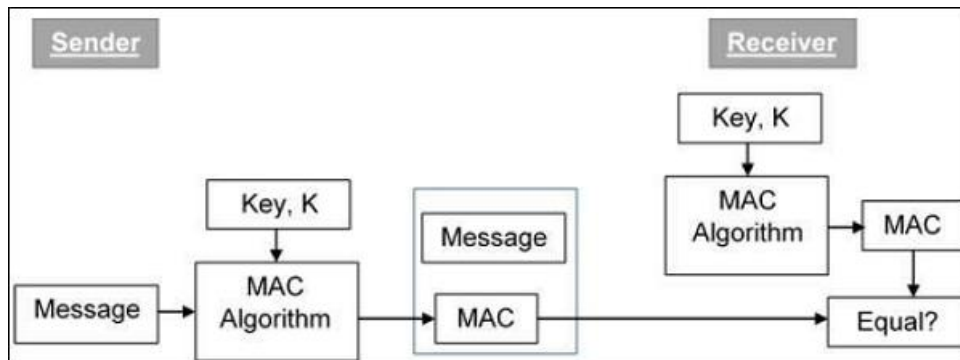 Sender
Receiver
Key, K
Key, K
MAC
Algorithm
MAC
Message
Message
MAC
Algorithm
MAC
Equal?